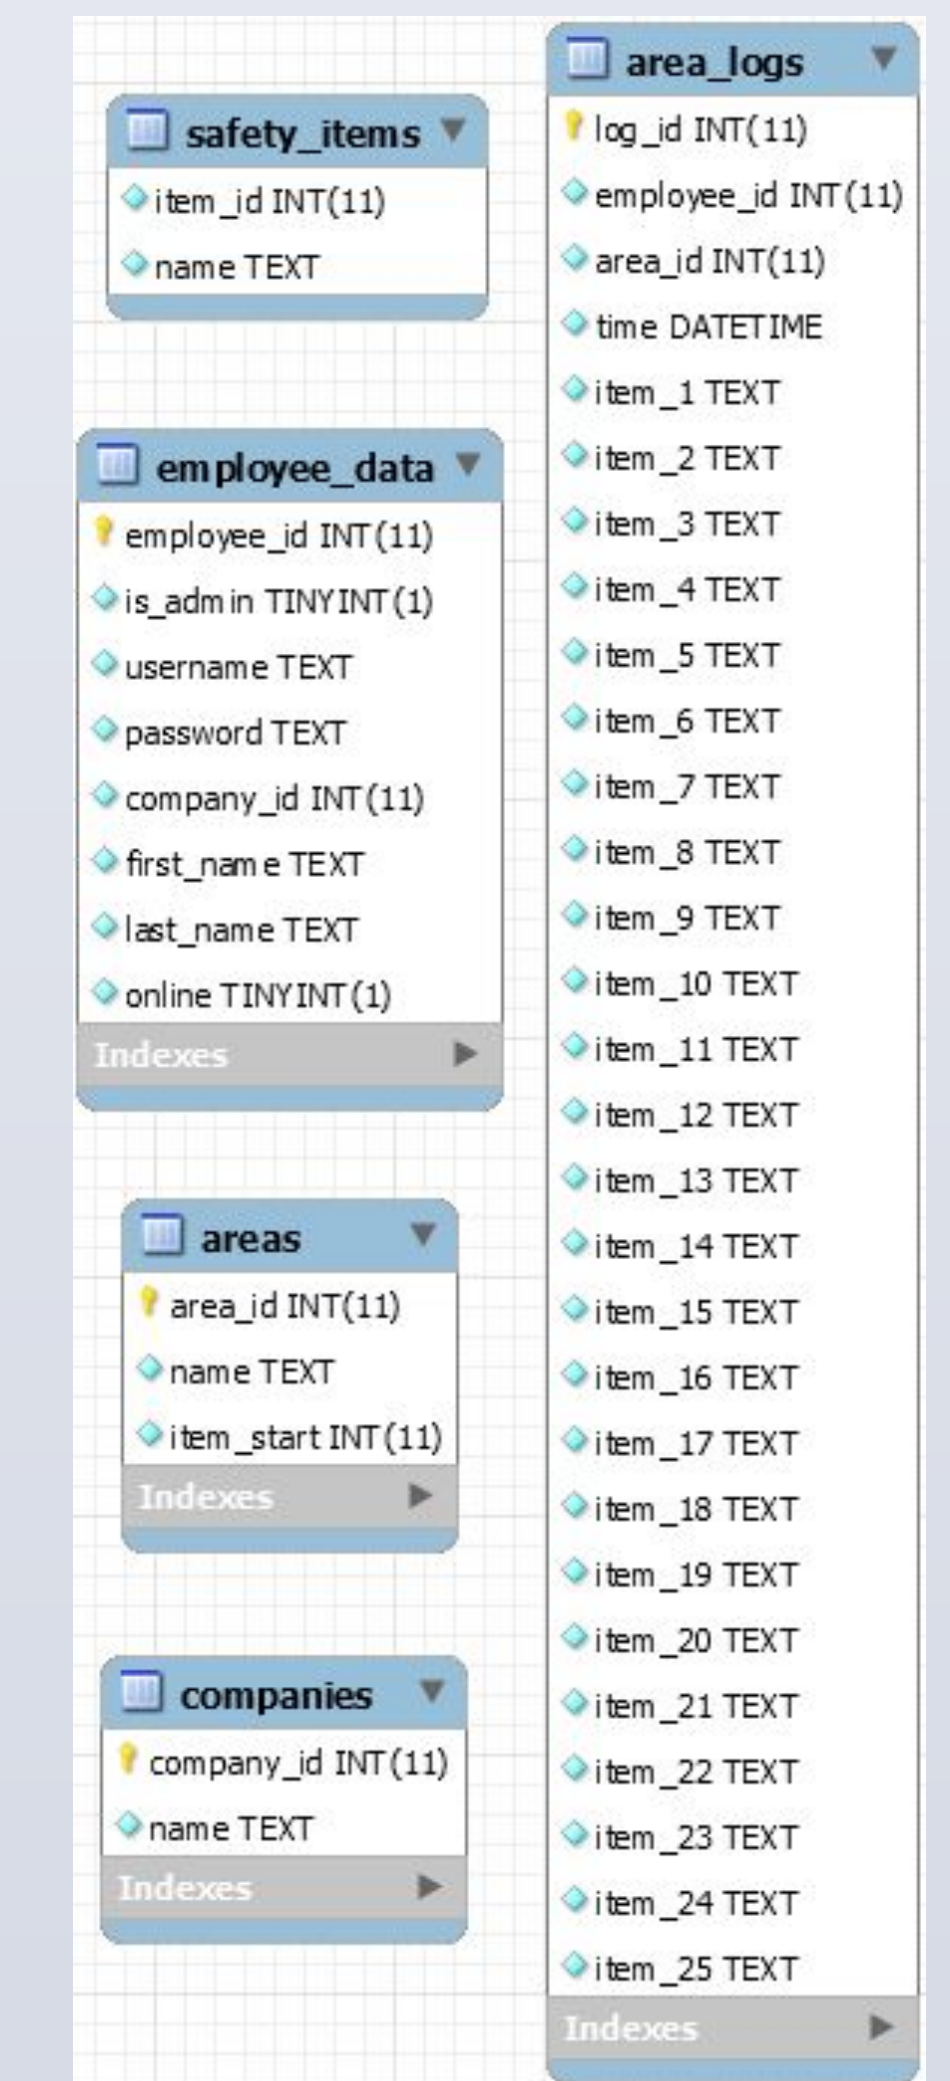 safety_items
item_id INT(11)
name TEXT
employee_data
employee_id INT(11)
is_admin TINYINT(1)
username TEXT
password TEXT
company_id INT(11)
first_name TEXT
last_name TEXT
online TINYINT(1)
Indexes
areas
area_id INT(11)
name TEXT
item_start INT(11)
Indexes
companies
company_id INT(11)
name TEXT
Indexes
area_logs
log_id INT(11)
employee_id INT(11)
area_id INT(11)
time DATETIME
item_1 TEXT
item_2 TEXT
item_3 TEXT
item_4 TEXT
item_5 TEXT
item_6 TEXT
item_7 TEXT
item_8 TEXT
item_9 TEXT
item_10 TEXT
item_11 TEXT
item_12 TEXT
item_13 TEXT
item_14 TEXT
item_15 TEXT
item_16 TEXT
item_17 TEXT
item_18 TEXT
item_19 TEXT
item_20 TEXT
item_21 TEXT
item_22 TEXT
item_23 TEXT
item_24 TEXT
item_25 TEXT
Indexes